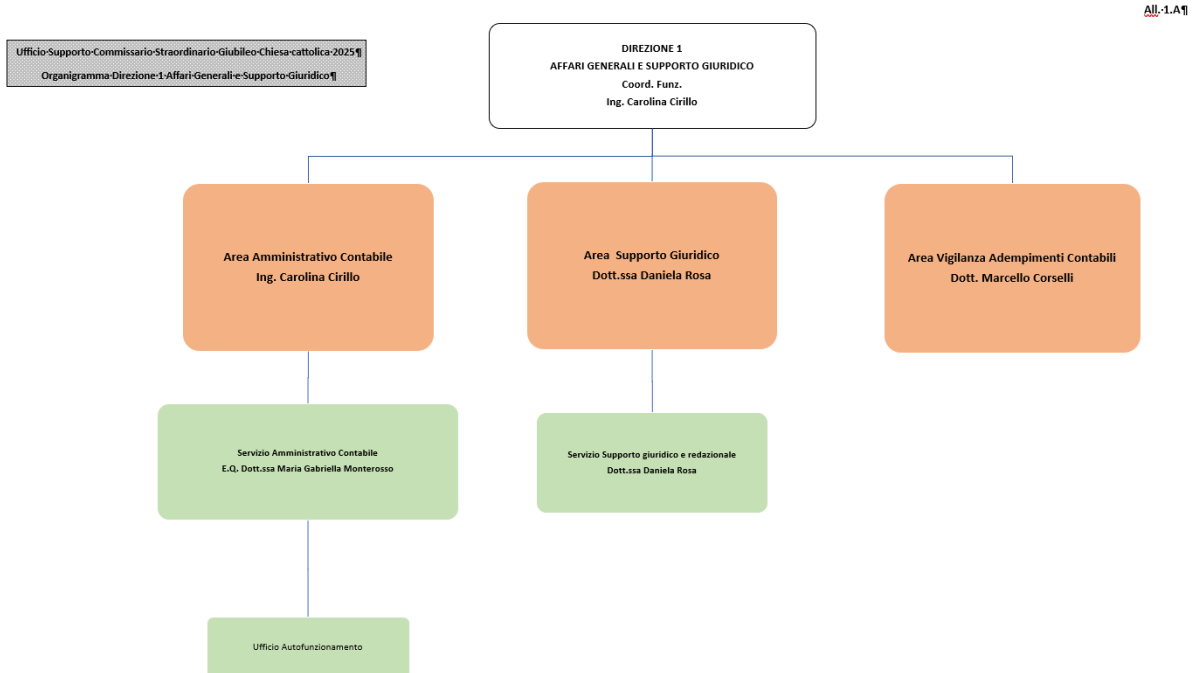 All.·1.A¶
Ufficio·Supporto·Commissario·Straordinario·Giubileo·Chiesa·cattolica·2025¶
Organigramma·Direzione·1·Affari·Generali·e·Supporto·Giuridico¶
DIREZIONE 1
AFFARI GENERALI E SUPPORTO GIURIDICO
Coord. Funz.
Ing. Carolina Cirillo
Area Amministrativo Contabile
Ing. Carolina Cirillo
Area  Supporto Giuridico
Dott.ssa Daniela Rosa
Area Vigilanza Adempimenti Contabili
Dott. Marcello Corselli
Servizio Amministrativo Contabile
E.Q. Dott.ssa Maria Gabriella Monterosso
Servizio Supporto giuridico e redazionale
Dott.ssa Daniela Rosa
Ufficio Autofunzionamento